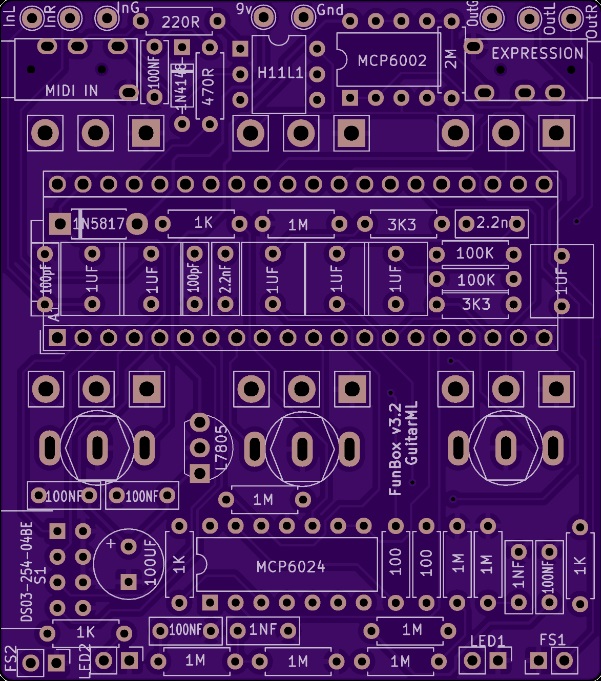 InL
InR
InG
220R
9v
Gnd
OutG
OutL
OutR
MIDI IN
100NF
1N4148
470R
H11L1
MCP6002
2M
EXPRESSION
1N5817
1K
1M
3K3
2.2n
100pF
1UF
1UF
100pF
2.2nF
1UF
1UF
1UF
100K
100K
3K3
1UF
A
L7805
FunBox v3.2
GuitarML
100NF
100NF
1M
DS03-254-04BE
S1
+
100UF
1K
MCP6024
100
100
1M
1M
1NF
100NF
1K
1K
100NF
1NF
1M
FS2
LED2
1M
1M
1M
LED1
FS1